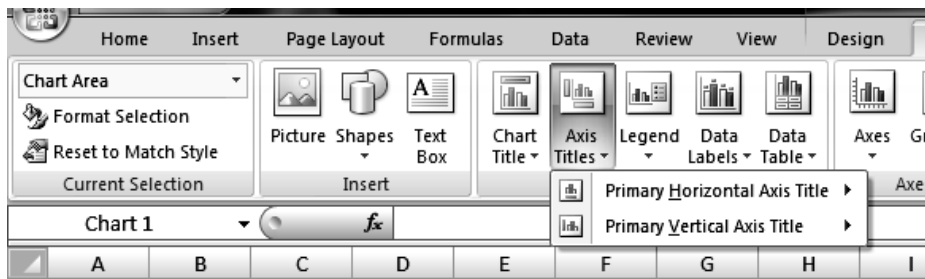 Home Insert Page Layout Formulas Data Review View Design
Chart Area
Format Selection
Reset to Match Style
Current Selection
Picture Shapes Text Box
Insert
Chart Title Axis Titles Legend Data Labels Data Table
Axes
Primary Horizontal Axis Title
Primary Vertical Axis Title
Chart 1 fx
A B C D E F G H I